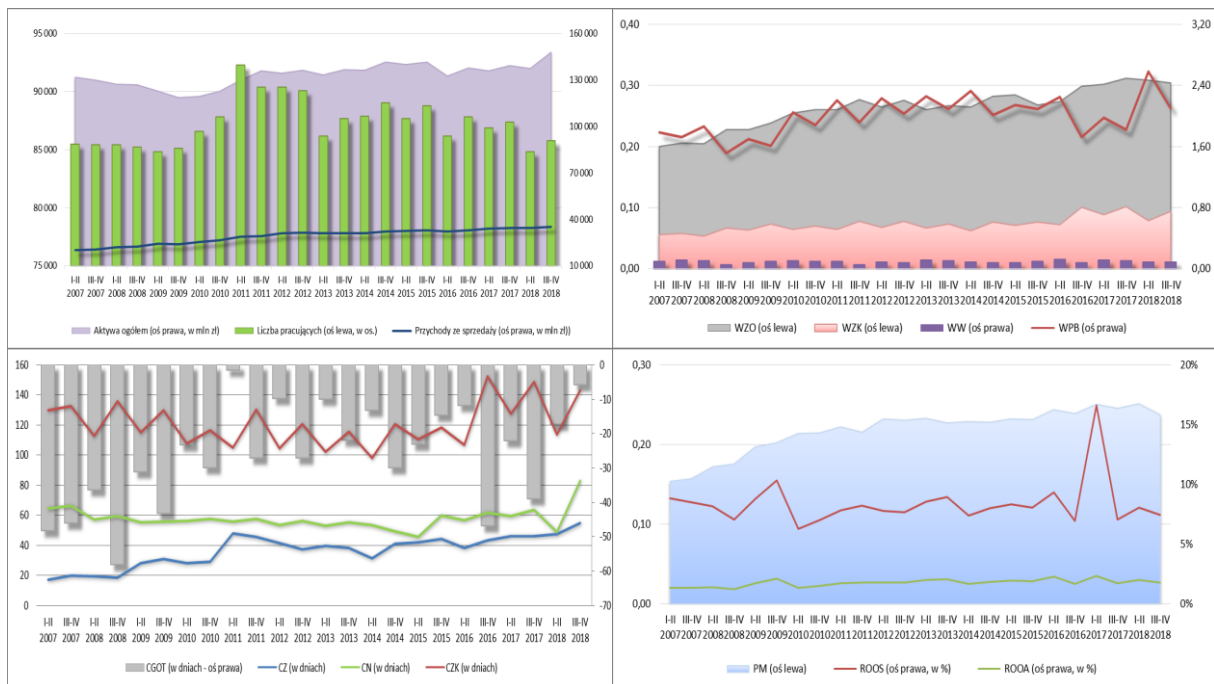 95 000 160 000
90 000 130 000
100 000
85 000
70 000
80 000 40 000
75 000 10 000
I-II III-IV I-II III-IV I-II III-IV I-II III-IV I-II III-IV I-II III-IV I-II III-IV I-II III-IV I-II III-IV I-II III-IV I-II III-IV I-II III-IV
2007 2007 2008 2008 2009 2009 2010 2010 2011 2011 2012 2012 2013 2013 2014 2014 2015 2015 2016 2016 2017 2017 2018 2018
Aktywa ogółem (oś prawa, w mln zł) Liczba pracujących (oś lewa, w os.) Przychody ze sprzedaży (oś prawa, w mln zł))
0,40 3,20
0,30 2,40
0,20 1,60
0,10 0,80
0,00 0,00
I-II III-IV I-II III-IV I-II III-IV I-II III-IV I-II III-IV I-II III-IV I-II III-IV I-II III-IV I-II III-IV I-II III-IV I-II III-IV I-II III-IV
2007 2007 2008 2008 2009 2009 2010 2010 2011 2011 2012 2012 2013 2013 2014 2014 2015 2015 2016 2016 2017 2017 2018 2018
WZO (oś lewa) WZK (oś lewa) WW (oś prawa) WPB (oś prawa)
160 0
140 -10
120 -20
100 -30
80
60 -40
40 -50
20 -60
0 -70
I-II III-IV I-II III-IV I-II III-IV I-II III-IV I-II III-IV I-II III-IV I-II III-IV I-II III-IV I-II III-IV I-II III-IV I-II III-IV I-II III-IV
2007 2007 2008 2008 2009 2009 2010 2010 2011 2011 2012 2012 2013 2013 2014 2014 2015 2015 2016 2016 2017 2017 2018 2018
CGOT (w dniach - oś prawa) CZ (w dniach) CN (w dniach) CZK (w dniach)
0,30 20%
15%
0,20
10%
0,10
5%
0,00 0%
I-II III-IV I-II III-IV I-II III-IV I-II III-IV I-II III-IV I-II III-IV I-II III-IV I-II III-IV I-II III-IV I-II III-IV I-II III-IV I-II III-IV
2007 2007 2008 2008 2009 2009 2010 2010 2011 2011 2012 2012 2013 2013 2014 2014 2015 2015 2016 2016 2017 2017 2018 2018
PM (oś lewa) ROOS (oś prawa, w %) ROOA (oś prawa, w %)